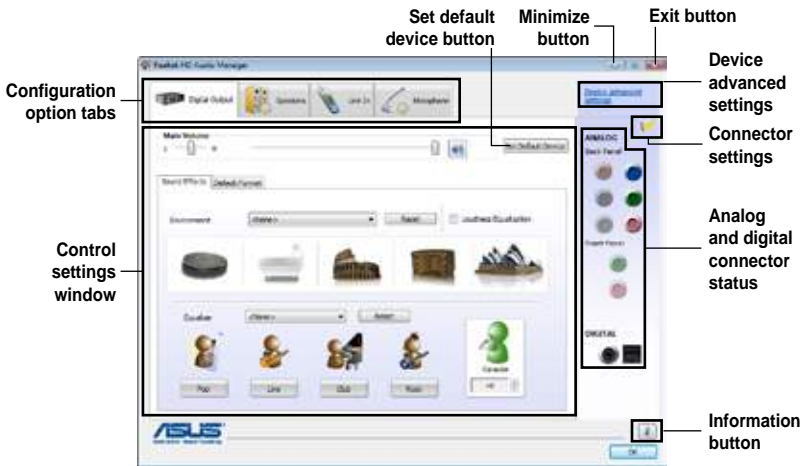 Set default
device button
Minimize
button
Exit button
Configuration
option tabs
Device
advanced
settings
Connector
settings
Analog
and digital
connector
status
Control
settings
window
Information
button
Realtek HD Audio Manager
Digital Output
Speakers
Line In
Microphone
Device advanced
settings
Main Volume
L
R
Set Default Device
ANALOG
Back Panel
Sound Effects
Default Format
Environment
<None>
Reset
Loudness Equalization
Front Panel
Equalizer
<None>
Reset
Pop
Live
Club
Rock
Karaoke
DIGITAL
ASUS
OK